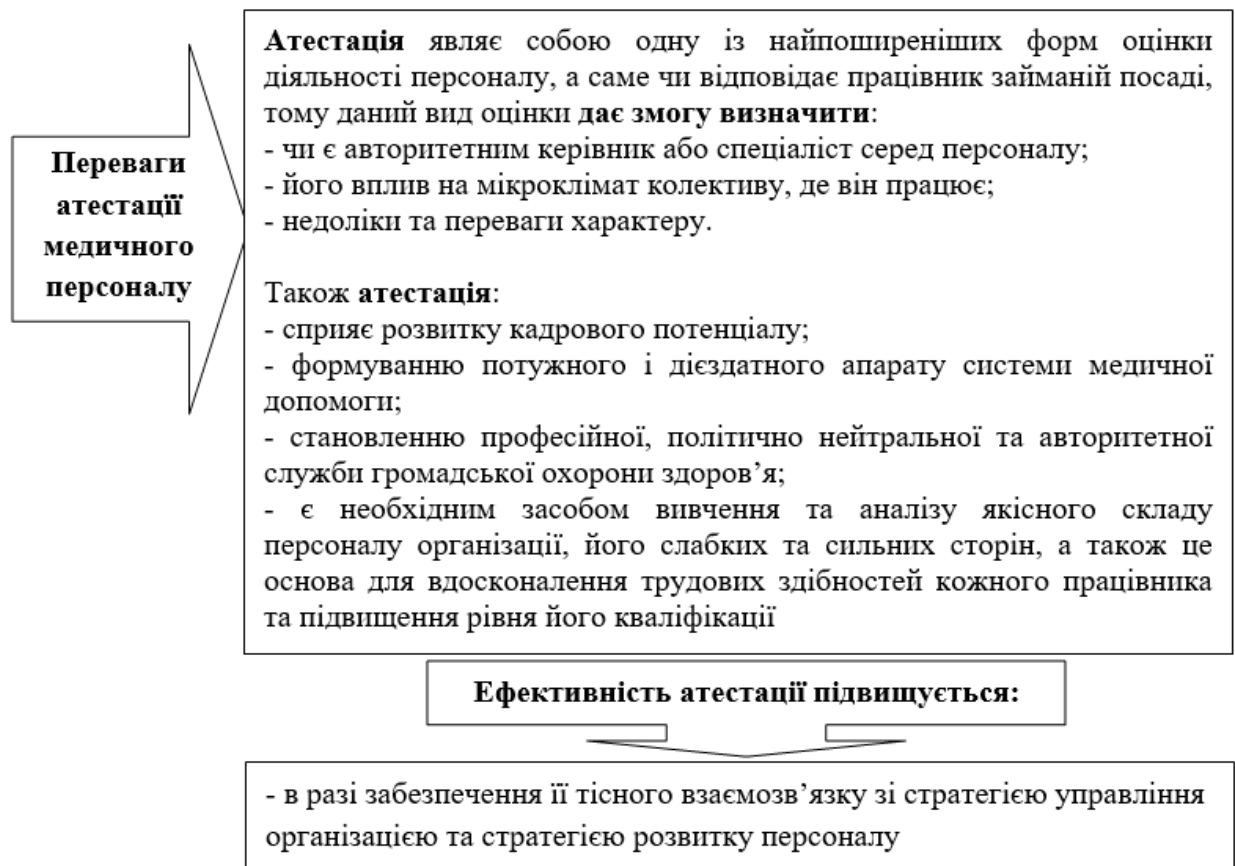 Переваги
атестації
медичного
персоналу
Атестація являє собою одну із найпоширеніших форм оцінки
діяльності персоналу, а саме чи відповідає працівник займаній посаді,
тому даний вид оцінки дає змогу визначити:
- чи є авторитетним керівник або спеціаліст серед персоналу;
- його вплив на мікроклімат колективу, де він працює;
- недоліки та переваги характеру.
Також атестація:
- сприяє розвитку кадрового потенціалу;
- формуванню потужного і дієздатного апарату системи медичної
допомоги;
- становленню професійної, політично нейтральної та авторитетної
служби громадської охорони здоров’я;
- є необхідним засобом вивчення та аналізу якісного складу
персоналу організації, його слабких та сильних сторін, а також це
основа для вдосконалення трудових здібностей кожного працівника
та підвищення рівня його кваліфікації
Ефективність атестації підвищується:
- в разі забезпечення її тісного взаємозв’язку зі стратегією управління
організацією та стратегією розвитку персоналу